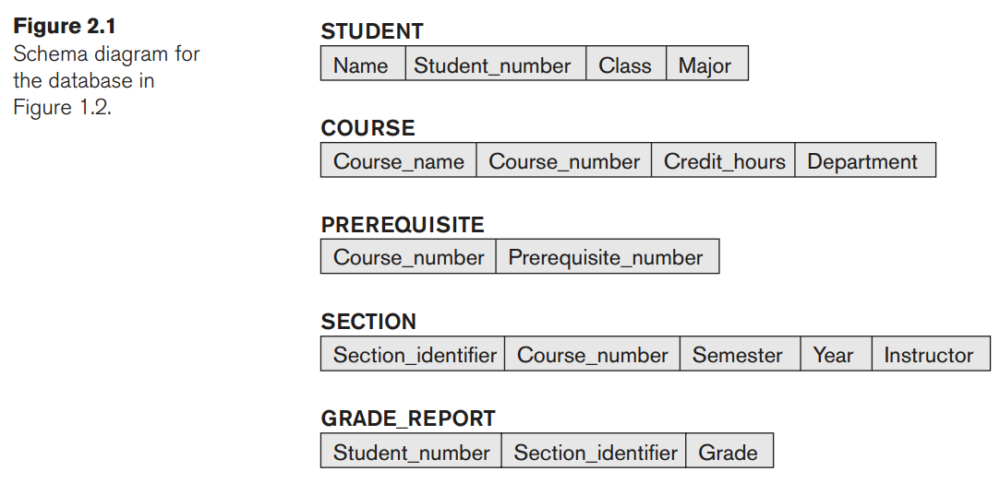 Figure 2.1
Schema diagram for
the database in
Figure 1.2.
STUDENT
Name Student_number Class Major
COURSE
Course_name Course_number Credit_hours Department
PREREQUISITE
Course_number Prerequisite_number
SECTION
Section_identifier Course_number Semester Year Instructor
GRADE_REPORT
Student_number Section_identifier Grade